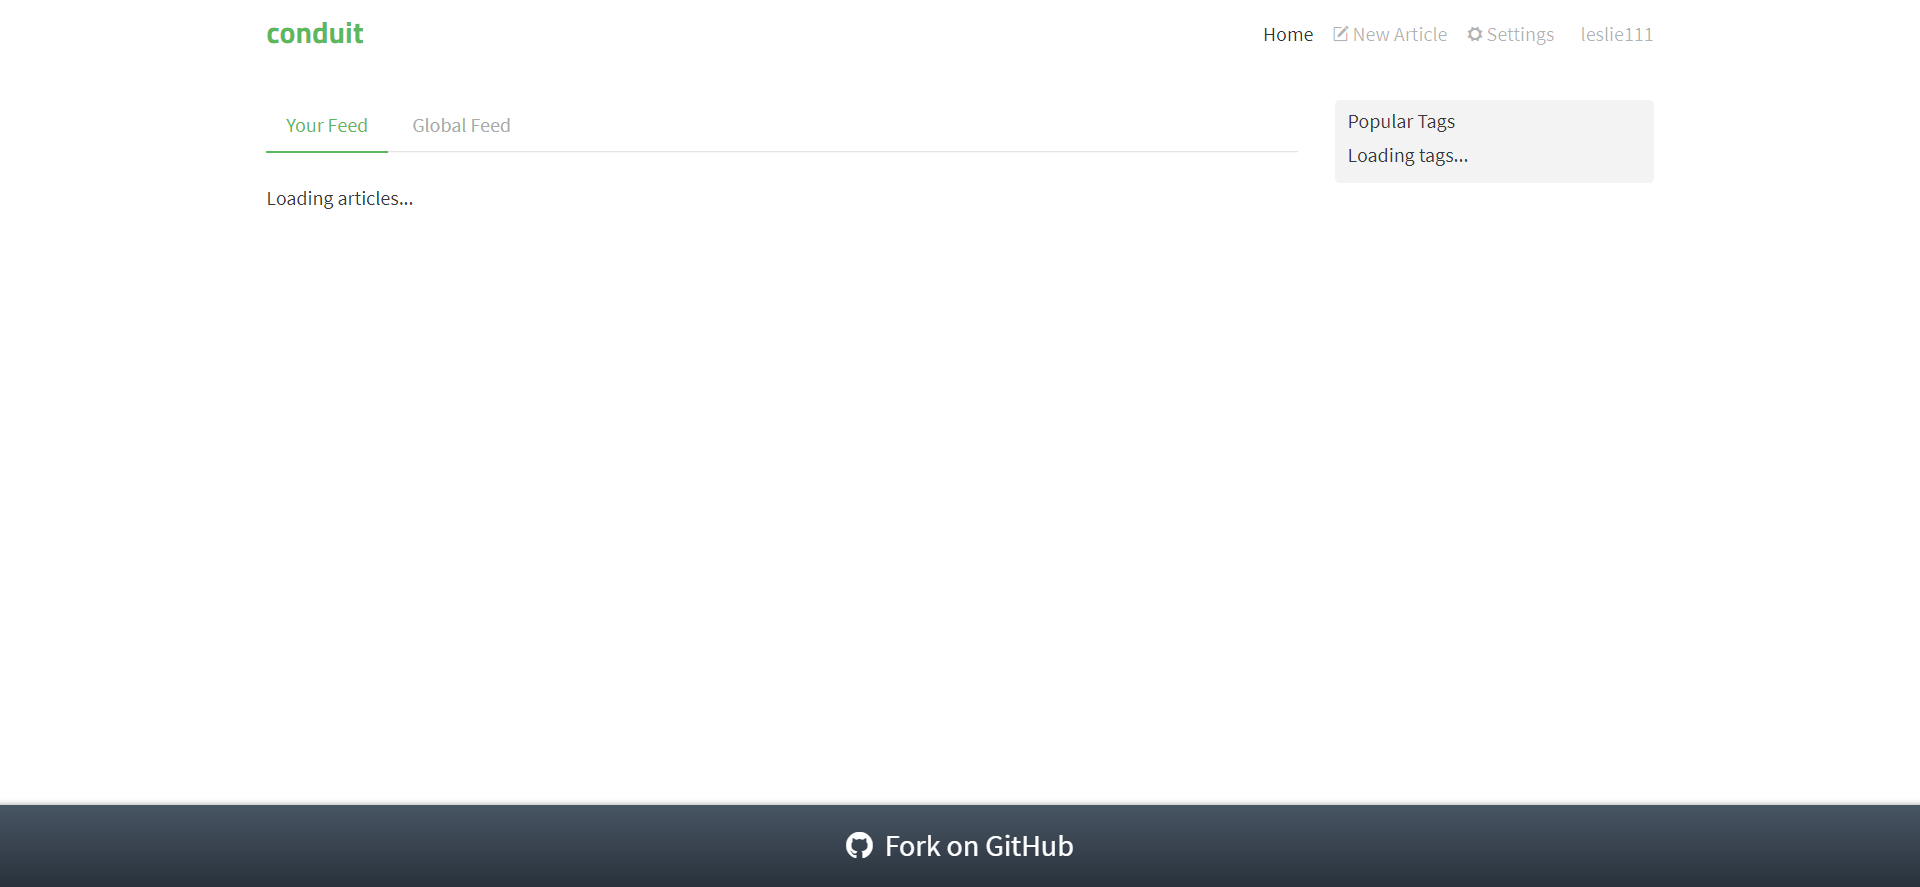 conduit
Home New Article Settings leslie111
Your Feed Global Feed
Loading articles...
Popular Tags
Loading tags...
Fork on GitHub